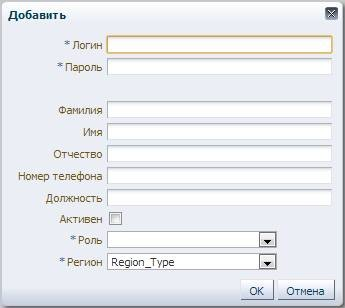 Добавить
* Логин
* Пароль
Фамилия
Имя
Отчество
Номер телефона
Должность
Активен
* Роль
* Регион Region_Type
OK Отмена